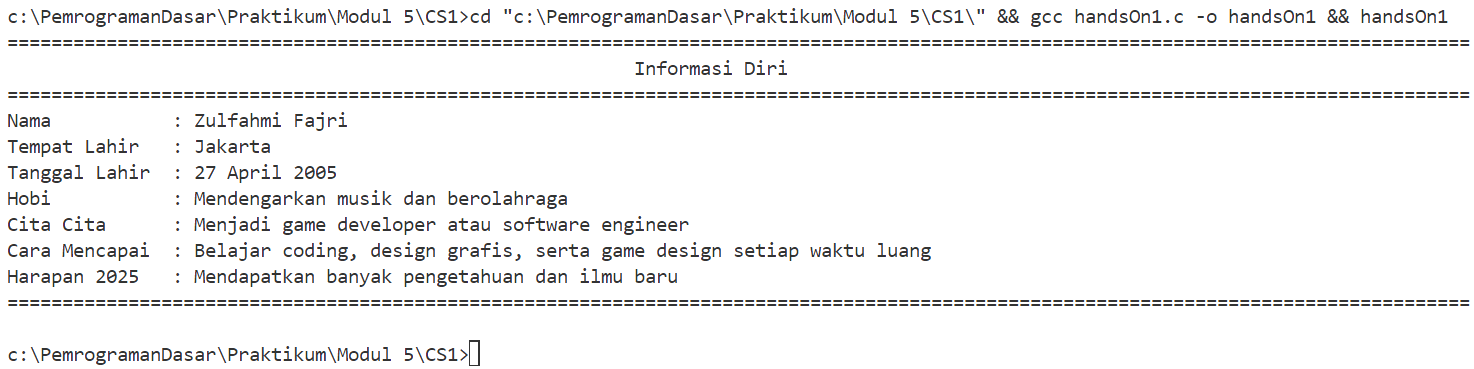 c:\PemrogramanDasar\Praktikum\Modul 5\CS1>cd "c:\PemrogramanDasar\Praktikum\Modul 5\CS1\" && gcc handsOn1.c -o handsOn1 && handsOn1
=====================================================================================================================================
                                                         Informasi Diri
=====================================================================================================================================
Nama           : Zulfahmi Fajri
Tempat Lahir   : Jakarta
Tanggal Lahir  : 27 April 2005
Hobi           : Mendengarkan musik dan berolahraga
Cita Cita      : Menjadi game developer atau software engineer
Cara Mencapai  : Belajar coding, design grafis, serta game design setiap waktu luang
Harapan 2025   : Mendapatkan banyak pengetahuan dan ilmu baru
=====================================================================================================================================
c:\PemrogramanDasar\Praktikum\Modul 5\CS1>